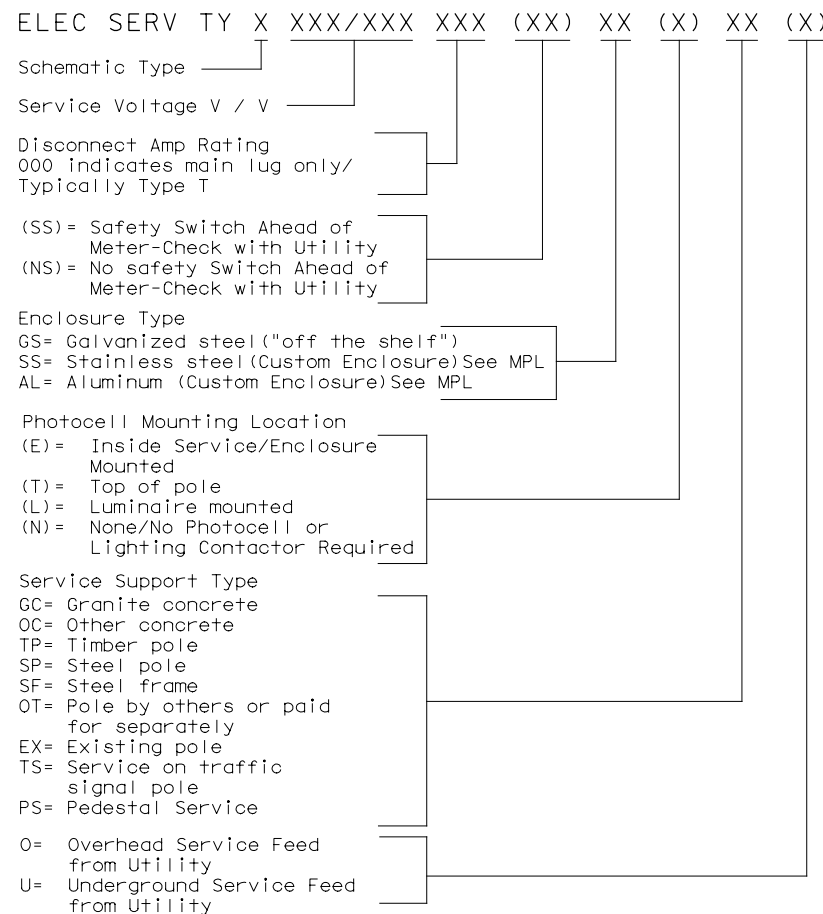 ELEC SERV TY X XXX/XXX XXX (XX) XX (X) XX (X)
Schematic Type
Service Voltage V / V
Disconnect Amp Rating
000 indicates main lug only/
Typically Type T
(SS)= Safety Switch Ahead of
Meter-Check with Utility
(NS)= No safety Switch Ahead of
Meter-Check with Utility
Enclosure Type
GS= Galvanized steel("off the shelf")
SS= Stainless steel(Custom Enclosure)See MPL
AL= Aluminum (Custom Enclosure)See MPL
Photocell Mounting Location
(E)= Inside Service/Enclosure
Mounted
(T)= Top of pole
(L)= Luminaire mounted
(N)= None/No Photocell or
Lighting Contactor Required
Service Support Type
GC= Granite concrete
OC= Other concrete
TP= Timber pole
SP= Steel pole
SF= Steel frame
OT= Pole by others or paid
for separately
EX= Existing pole
TS= Service on traffic
signal pole
PS= Pedestal Service
O= Overhead Service Feed
from Utility
U= Underground Service Feed
from Utility